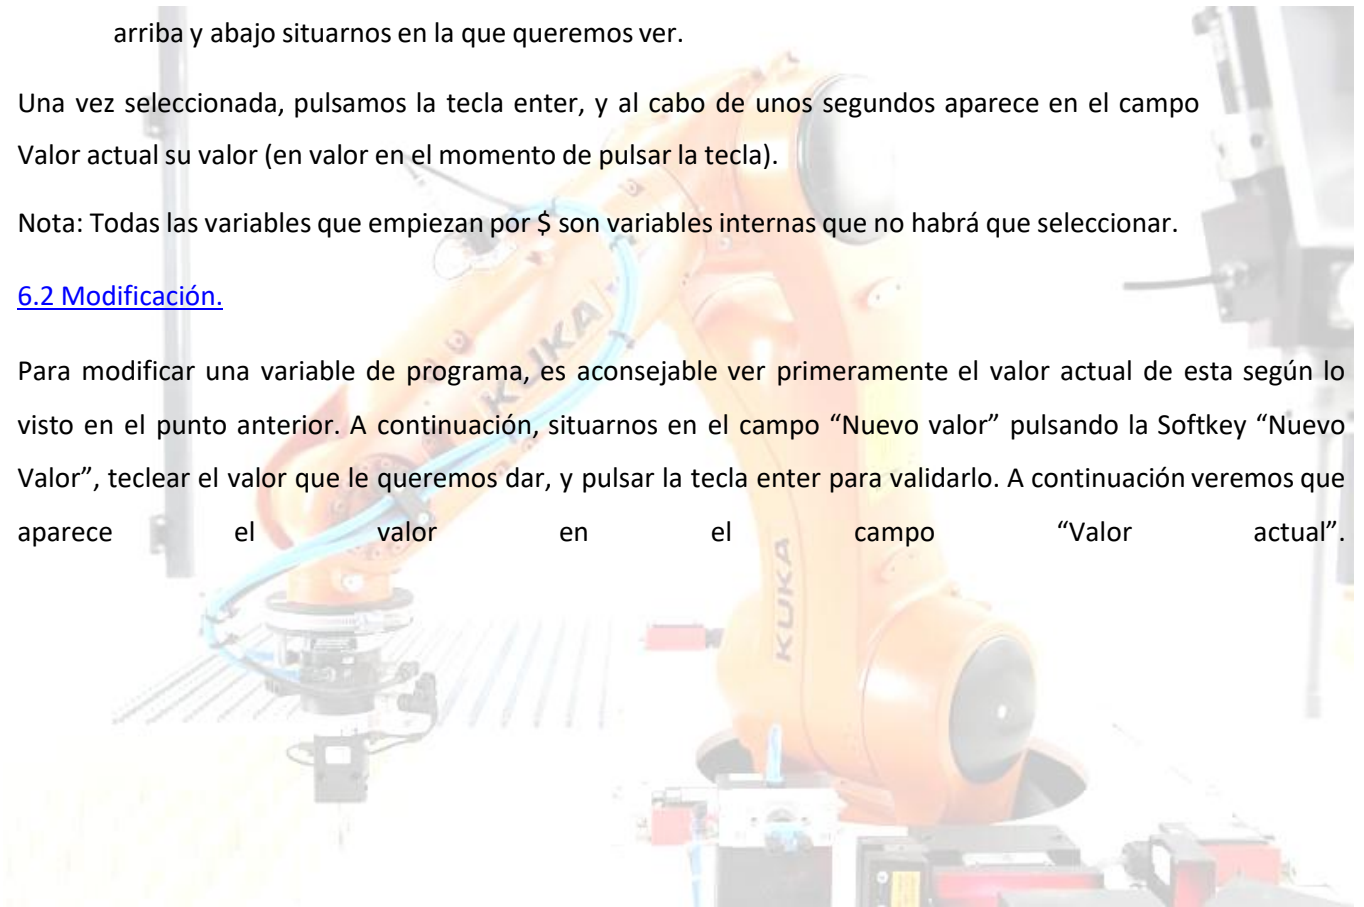 arriba y abajo situarnos en la que queremos ver.
Una vez seleccionada, pulsamos la tecla enter, y al cabo de unos segundos aparece en el campo
Valor actual su valor (en valor en el momento de pulsar la tecla).
Nota: Todas las variables que empiezan por $ son variables internas que no habrá que seleccionar.
6.2 Modificación.
Para modificar una variable de programa, es aconsejable ver primeramente el valor actual de esta según lo
visto en el punto anterior. A continuación, situarnos en el campo “Nuevo valor” pulsando la Softkey “Nuevo
Valor”, teclear el valor que le queremos dar, y pulsar la tecla enter para validarlo. A continuación veremos que
aparece el valor en el campo “Valor actual”.
KUKA
KUKA